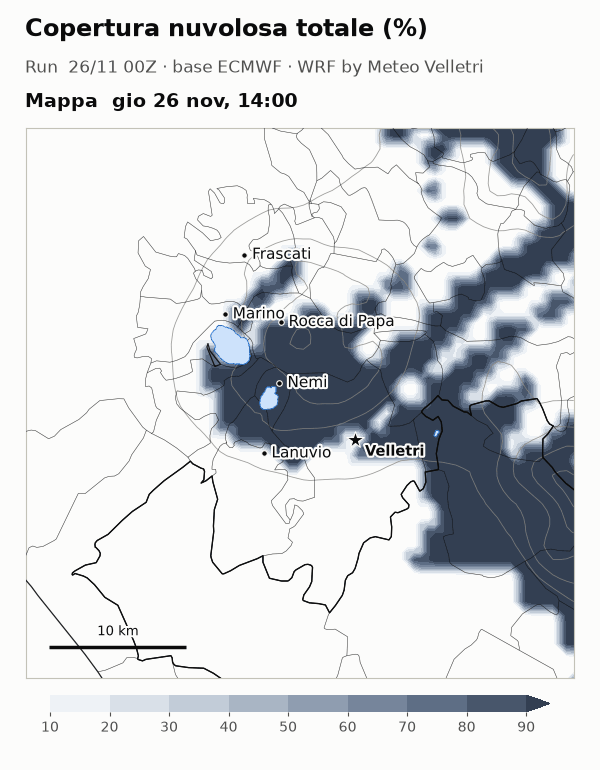 Copertura nuvolosa totale (%)
Run  26/11 00Z · base ECMWF · WRF by Meteo Velletri
Mappa  gio 26 nov, 14:00
Frascati
Marino
Rocca di Papa
Nemi
Velletri
Lanuvio
10 km
10 20 30 40 50 60 70 80 90